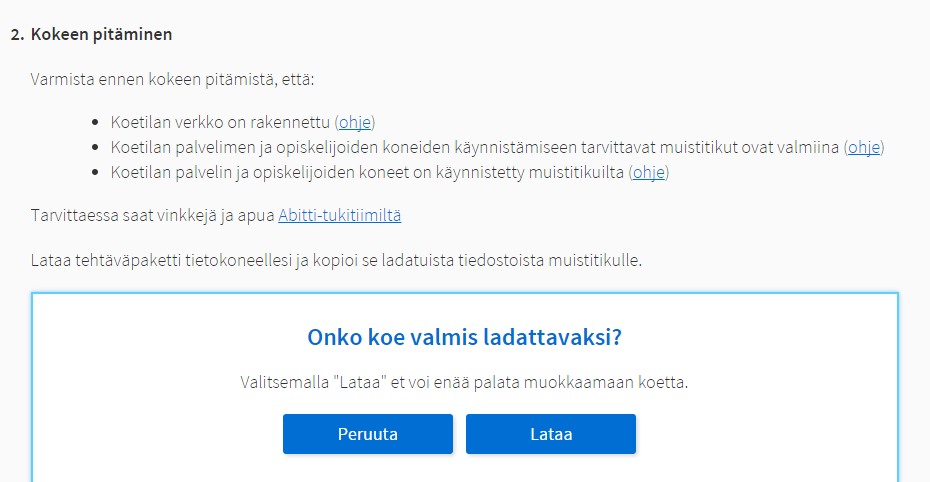 2. Kokeen pitäminen
Varmista ennen kokeen pitämistä, että:
• Koetilan verkko on rakennettu (ohje)
• Koetilan palvelimen ja opiskelijoiden koneiden käynnistämiseen tarvittavat muistitikut ovat valmiina (ohje)
• Koetilan palvelin ja opiskelijoiden koneet on käynnistetty muistitikuilta (ohje)
Tarvittaessa saat vinkkejä ja apua Abitti-tukitiimiltä
Lataa tehtäväpaketti tietokoneellesi ja kopioi se ladatuista tiedostoista muistitikulle.
Onko koe valmis ladattavaksi?
Valitsemalla "Lataa" et voi enää palata muokkaamaan koetta.
Peruuta Lataa